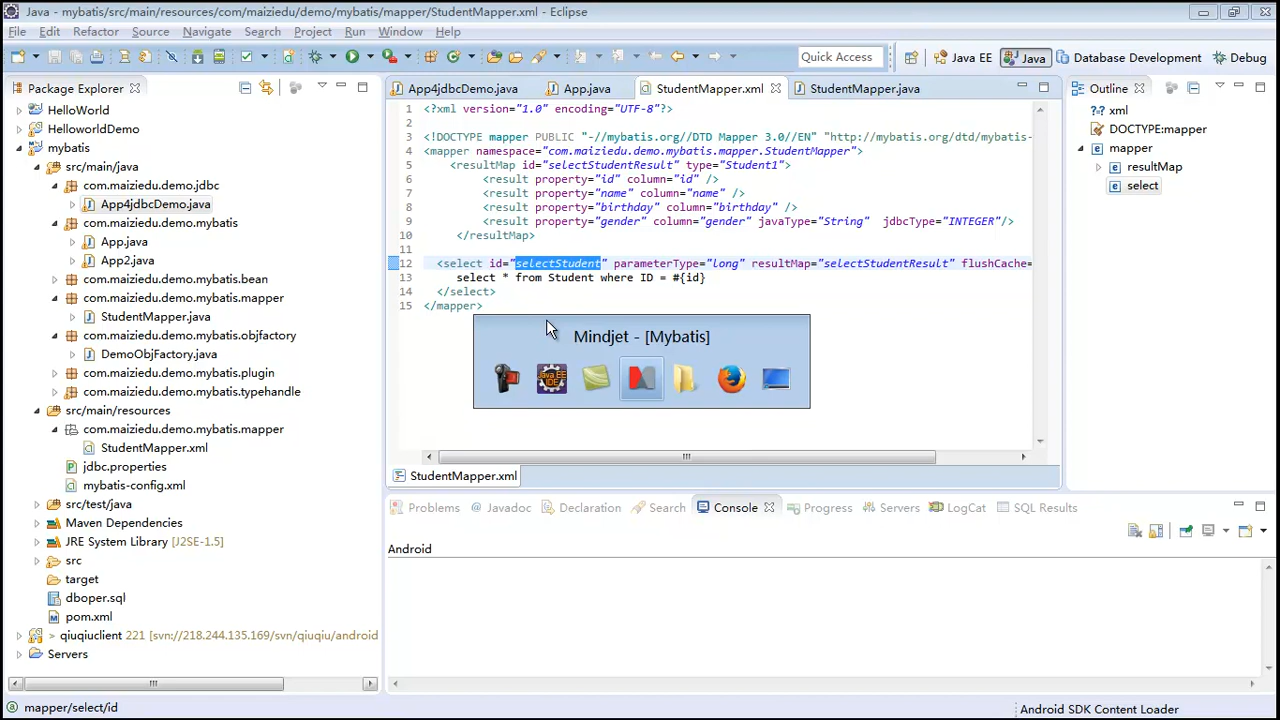 Java - mybatis/src/main/resources/com/maiziedu/demo/mybatis/mapper/StudentMapper.xml - Eclipse
File Edit Refactor Source Navigate Search Project Run Window Help
Quick Access
Java EE
Java
Database Development
Debug
Package Explorer
HelloWorld
HelloworldDemo
mybatis
src/main/java
com.maiziedu.demo.jdbc
App4jdbcDemo.java
com.maiziedu.demo.mybatis
App.java
App2.java
com.maiziedu.demo.mybatis.bean
com.maiziedu.demo.mybatis.mapper
StudentMapper.java
com.maiziedu.demo.mybatis.objfactory
DemoObjFactory.java
com.maiziedu.demo.mybatis.plugin
com.maiziedu.demo.mybatis.typehandle
src/main/resources
com.maiziedu.demo.mybatis.mapper
StudentMapper.xml
jdbc.properties
mybatis-config.xml
src/test/java
Maven Dependencies
JRE System Library [J2SE-1.5]
src
target
dboper.sql
pom.xml
qiuqiuclient 221 [svn://218.244.135.169/svn/qiuqiu/android
Servers
App4jdbcDemo.java App.java StudentMapper.xml StudentMapper.java
1 <?xml version="1.0" encoding="UTF-8"?>
2
3 <!DOCTYPE mapper PUBLIC "-//mybatis.org//DTD Mapper 3.0//EN" "http://mybatis.org/dtd/mybatis-
4 <mapper namespace="com.maiziedu.demo.mybatis.mapper.StudentMapper">
5 <resultMap id="selectStudentResult" type="Student1">
6 <result property="id" column="id" />
7 <result property="name" column="name" />
8 <result property="birthday" column="birthday" />
9 <result property="gender" column="gender" javaType="String" jdbcType="INTEGER"/>
10 </resultMap>
11
12 <select id="selectStudent" parameterType="long" resultMap="selectStudentResult" flushCache=
13 select * from Student where ID = #{id}
14 </select>
15 </mapper>
Mindjet - [Mybatis]
Java EE
IDE
StudentMapper.xml
Outline
xml
DOCTYPE:mapper
mapper
resultMap
select
Problems Javadoc Declaration Search Console Progress Servers LogCat SQL Results
Android
mapper/select/id
Android SDK Content Loader